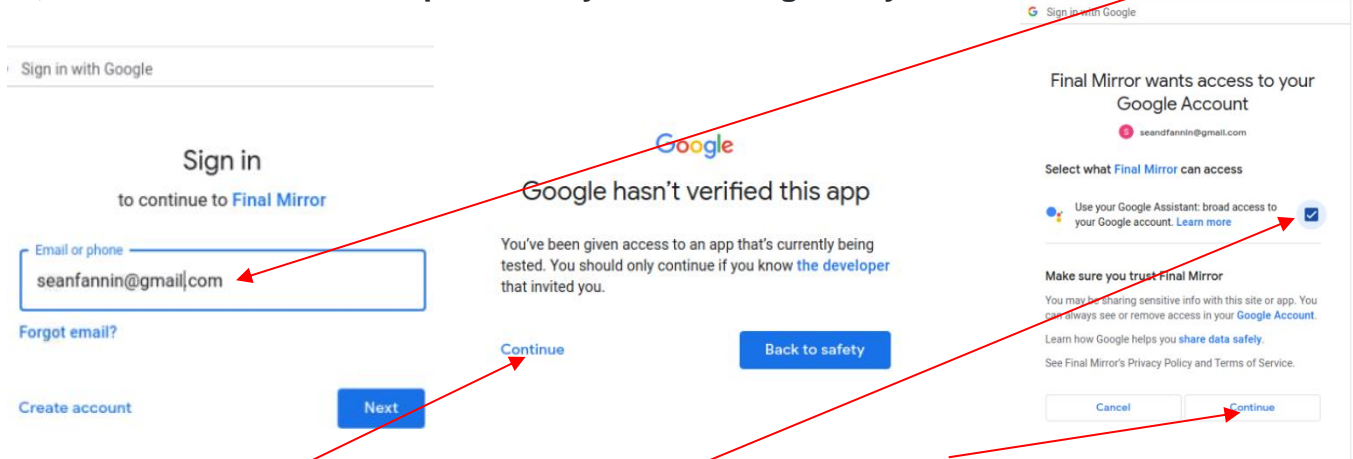 Sign in with Google
Sign in
to continue to Final Mirror
Email or phone
seanfannin@gmail.com
Forgot email?
Create account
Next
Google
Google hasn't verified this app
You've been given access to an app that's currently being
tested. You should only continue if you know the developer
that invited you.
Continue
Back to safety
G Sign in with Google
Final Mirror wants access to your
Google Account
S seandfannin@gmail.com
Select what Final Mirror can access
Use your Google Assistant: broad access to
your Google account. Learn more
Make sure you trust Final Mirror
You may be sharing sensitive info with this site or app. You
can always see or remove access in your Google Account.
Learn how Google helps you share data safely.
See Final Mirror's Privacy Policy and Terms of Service.
Cancel
Continue